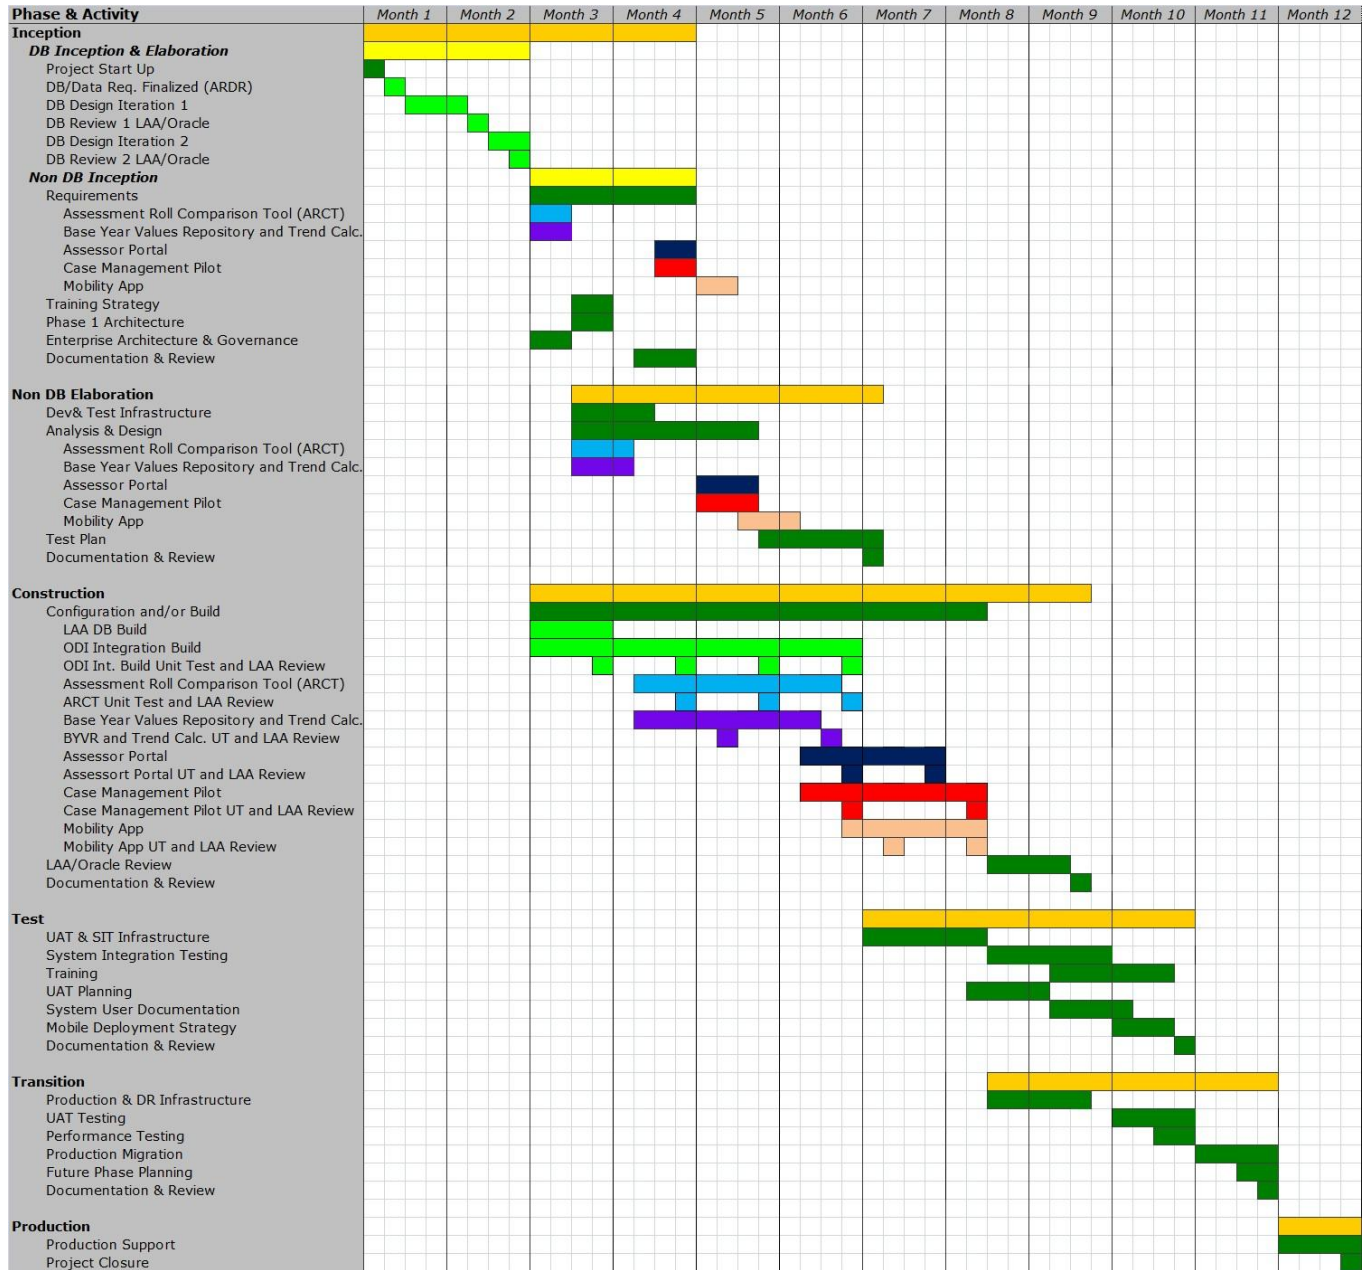 Phase & Activity Month 1 Month 2 Month 3 Month 4 Month 5 Month 6 Month 7 Month 8 Month 9 Month 10 Month 11 Month 12
Inception
DB Inception & Elaboration
Project Start Up
DB/Data Req. Finalized (ARDR)
DB Design Iteration 1
DB Review 1 LAA/Oracle
DB Design Iteration 2
DB Review 2 LAA/Oracle
Non DB Inception
Requirements
Assessment Roll Comparison Tool (ARCT)
Base Year Values Repository and Trend Calc.
Assessor Portal
Case Management Pilot
Mobility App
Training Strategy
Phase 1 Architecture
Enterprise Architecture & Governance
Documentation & Review
Non DB Elaboration
Dev& Test Infrastructure
Analysis & Design
Assessment Roll Comparison Tool (ARCT)
Base Year Values Repository and Trend Calc.
Assessor Portal
Case Management Pilot
Mobility App
Test Plan
Documentation & Review
Construction
Configuration and/or Build
LAA DB Build
ODI Integration Build
ODI Int. Build Unit Test and LAA Review
Assessment Roll Comparison Tool (ARCT)
ARCT Unit Test and LAA Review
Base Year Values Repository and Trend Calc.
BYVR and Trend Calc. UT and LAA Review
Assessor Portal
Assessort Portal UT and LAA Review
Case Management Pilot
Case Management Pilot UT and LAA Review
Mobility App
Mobility App UT and LAA Review
LAA/Oracle Review
Documentation & Review
Test
UAT & SIT Infrastructure
System Integration Testing
Training
UAT Planning
System User Documentation
Mobile Deployment Strategy
Documentation & Review
Transition
Production & DR Infrastructure
UAT Testing
Performance Testing
Production Migration
Future Phase Planning
Documentation & Review
Production
Production Support
Project Closure